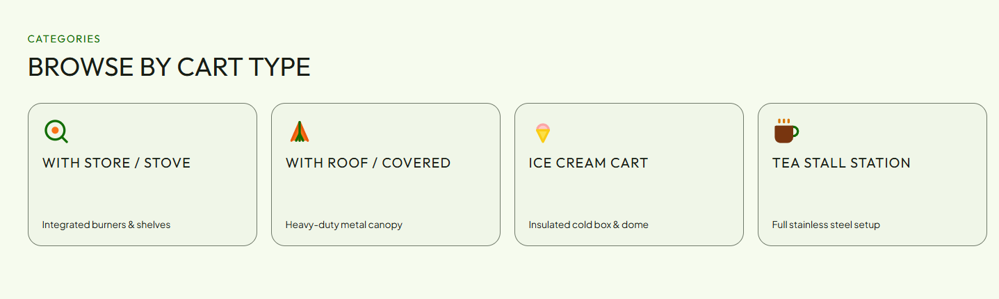 CATEGORIES
BROWSE BY CART TYPE
WITH STORE / STOVE
Integrated burners & shelves
WITH ROOF / COVERED
Heavy-duty metal canopy
ICE CREAM CART
Insulated cold box & dome
TEA STALL STATION
Full stainless steel setup